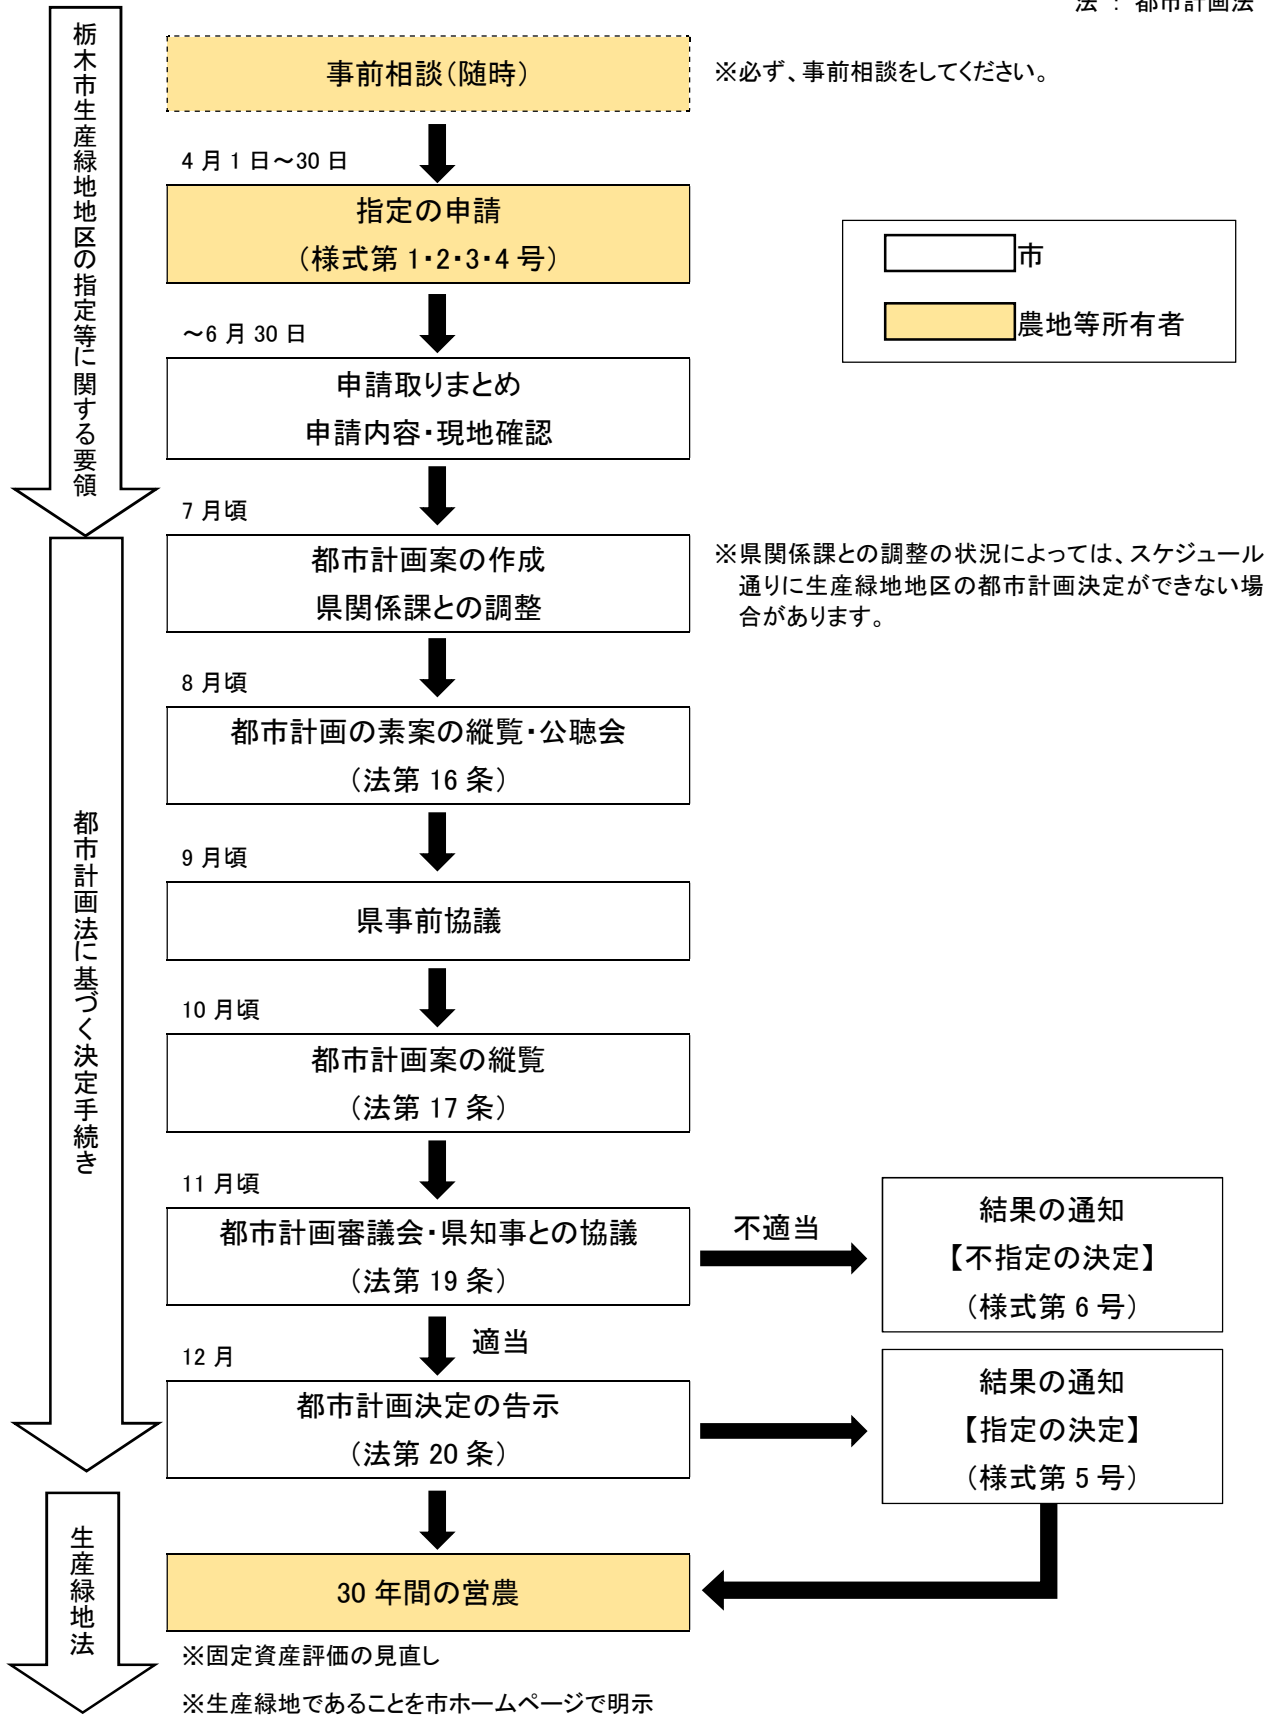 法 : 都市計画法
栃木市生産緑地地区の指定等に関する要領
事前相談(随時)
※必ず、事前相談をしてください。
4月1日～30日
指定の申請
(様式第1・2・3・4号)
市
農地等所有者
～6月30日
申請取りまとめ
申請内容・現地確認
7月頃
都市計画案の作成
県関係課との調整
※県関係課との調整の状況によっては、スケジュール
通りに生産緑地地区の都市計画決定ができない場
合があります。
都市計画法に基づく決定手続き
8月頃
都市計画の素案の縦覧・公聴会
(法第16条)
9月頃
県事前協議
10月頃
都市計画案の縦覧
(法第17条)
11月頃
都市計画審議会・県知事との協議
(法第19条)
不適当
結果の通知
【不指定の決定】
(様式第6号)
適当
12月
都市計画決定の告示
(法第20条)
結果の通知
【指定の決定】
(様式第5号)
生産緑地法
30年間の営農
※固定資産評価の見直し
※生産緑地であることを市ホームページで明示